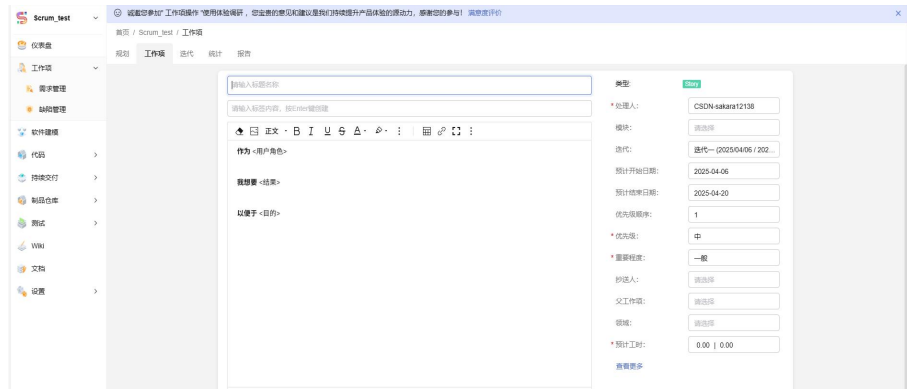 Scrum_test
诚邀您参加"工作项操作"使用体验调研，您宝贵的意见和建议是我们持续提升产品体验的源动力，感谢您的参与！ 满意度评价
首页 / Scrum_test / 工作项
规划 工作项 迭代 统计 报告
仪表盘
工作项
需求管理
缺陷管理
软件建模
代码
持续交付
制品仓库
测试
Wiki
文档
设置
请输入标题名称
请输入标签内容，按Enter键创建
正文 B I U S A
作为 <用户角色>
我想要 <结果>
以便于 <目的>
类型: Story
* 处理人: CSDN-sakara12138
模块: 请选择
迭代: 迭代一 (2025/04/06 / 202...
预计开始日期: 2025-04-06
预计结束日期: 2025-04-20
优先级顺序: 1
* 优先级: 中
* 重要程度: 一般
抄送人: 请选择
父工作项: 请选择
领域: 请选择
* 预计工时: 0.00 | 0.00
查看更多